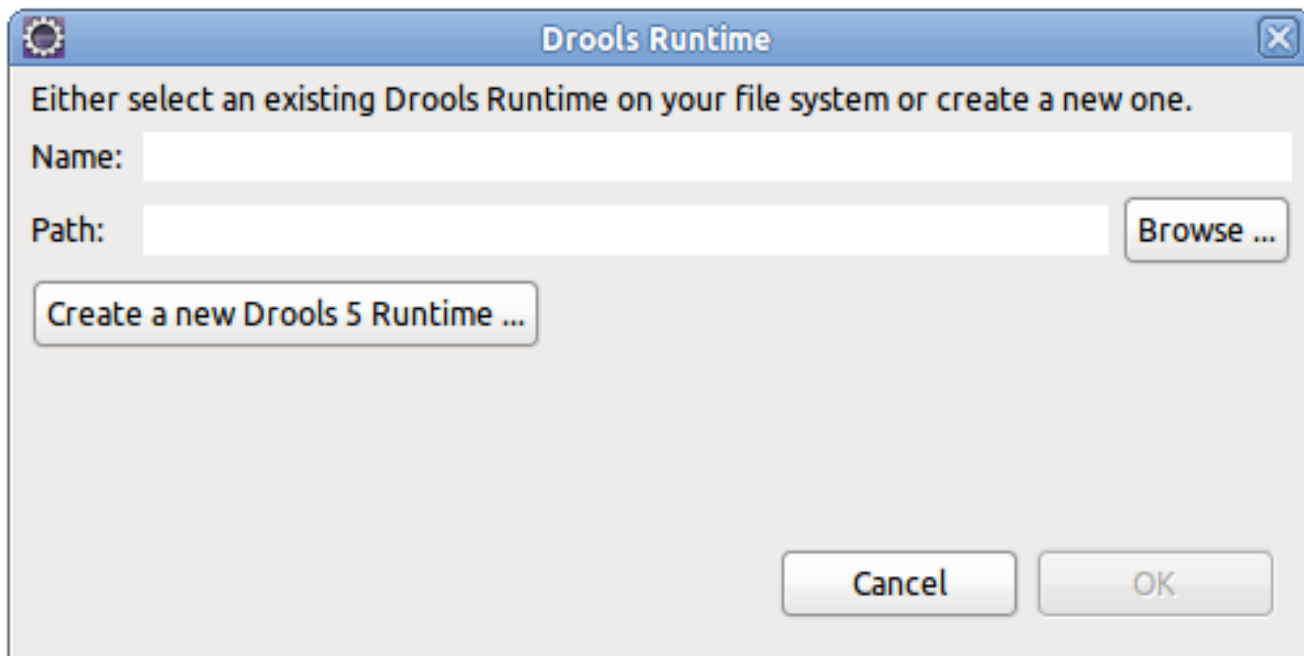 Drools Runtime
Either select an existing Drools Runtime on your file system or create a new one.
Name:
Path:
Browse ...
Create a new Drools 5 Runtime ...
Cancel
OK